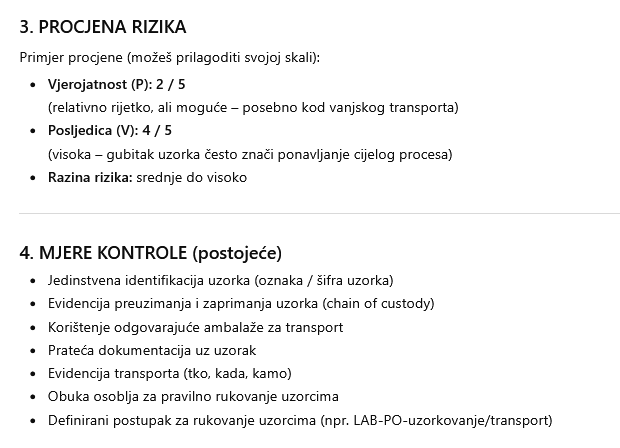 3. PROCJENA RIZIKA
Primjer procjene (možeš prilagoditi svojoj skali):
• Vjerojatnost (P): 2 / 5
(relativno rijetko, ali moguće – posebno kod vanjskog transporta)
• Posljedica (V): 4 / 5
(visoka – gubitak uzorka često znači ponavljanje cijelog procesa)
• Razina rizika: srednje do visoko
4. MJERE KONTROLE (postojeće)
• Jedinstvena identifikacija uzorka (oznaka / šifra uzorka)
• Evidencija preuzimanja i zaprimanja uzorka (chain of custody)
• Korištenje odgovarajuće ambalaže za transport
• Prateća dokumentacija uz uzorak
• Evidencija transporta (tko, kada, kamo)
• Obuka osoblja za pravilno rukovanje uzorcima
• Definirani postupak za rukovanje uzorcima (npr. LAB-PO-uzorkovanje/transport)